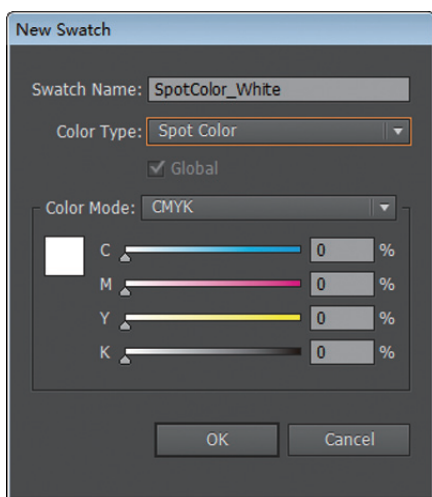 New Swatch
Swatch Name: SpotColor_White
Color Type: Spot Color
Global
Color Mode: CMYK
C 0 %
M 0 %
Y 0 %
K 0 %
OK Cancel